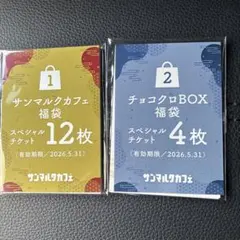 1
サンマルクカフェ
福袋
スペシャル
チケット 12枚
(有効期限/2026.5.31)
サンマルクカフェ
2
チョコクロBOX
福袋
スペシャル
チケット 4枚
(有効期限/2026.5.31)
サンマルクカフェ